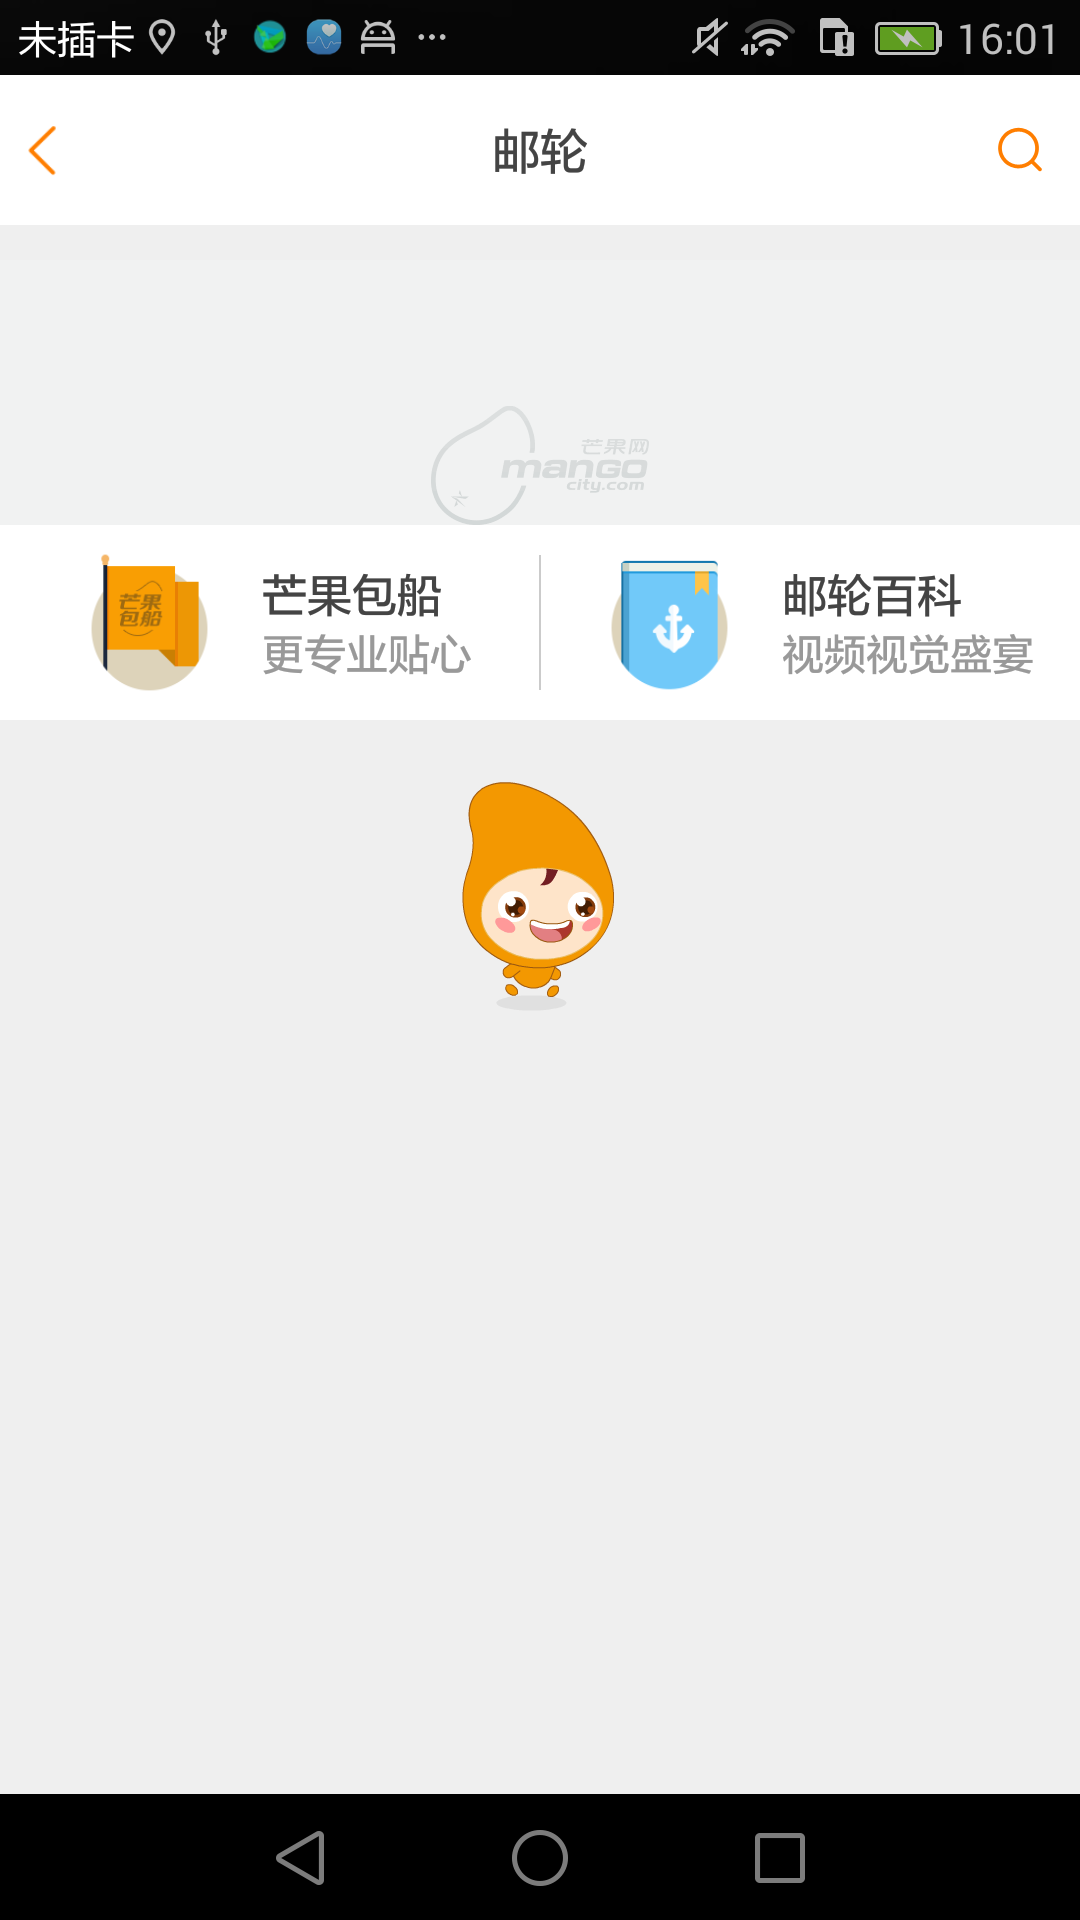 未插卡 ... 16:01
邮轮
芒果网
mango
city.com
芒果
包船
芒果包船
更专业贴心
邮轮百科
视频视觉盛宴